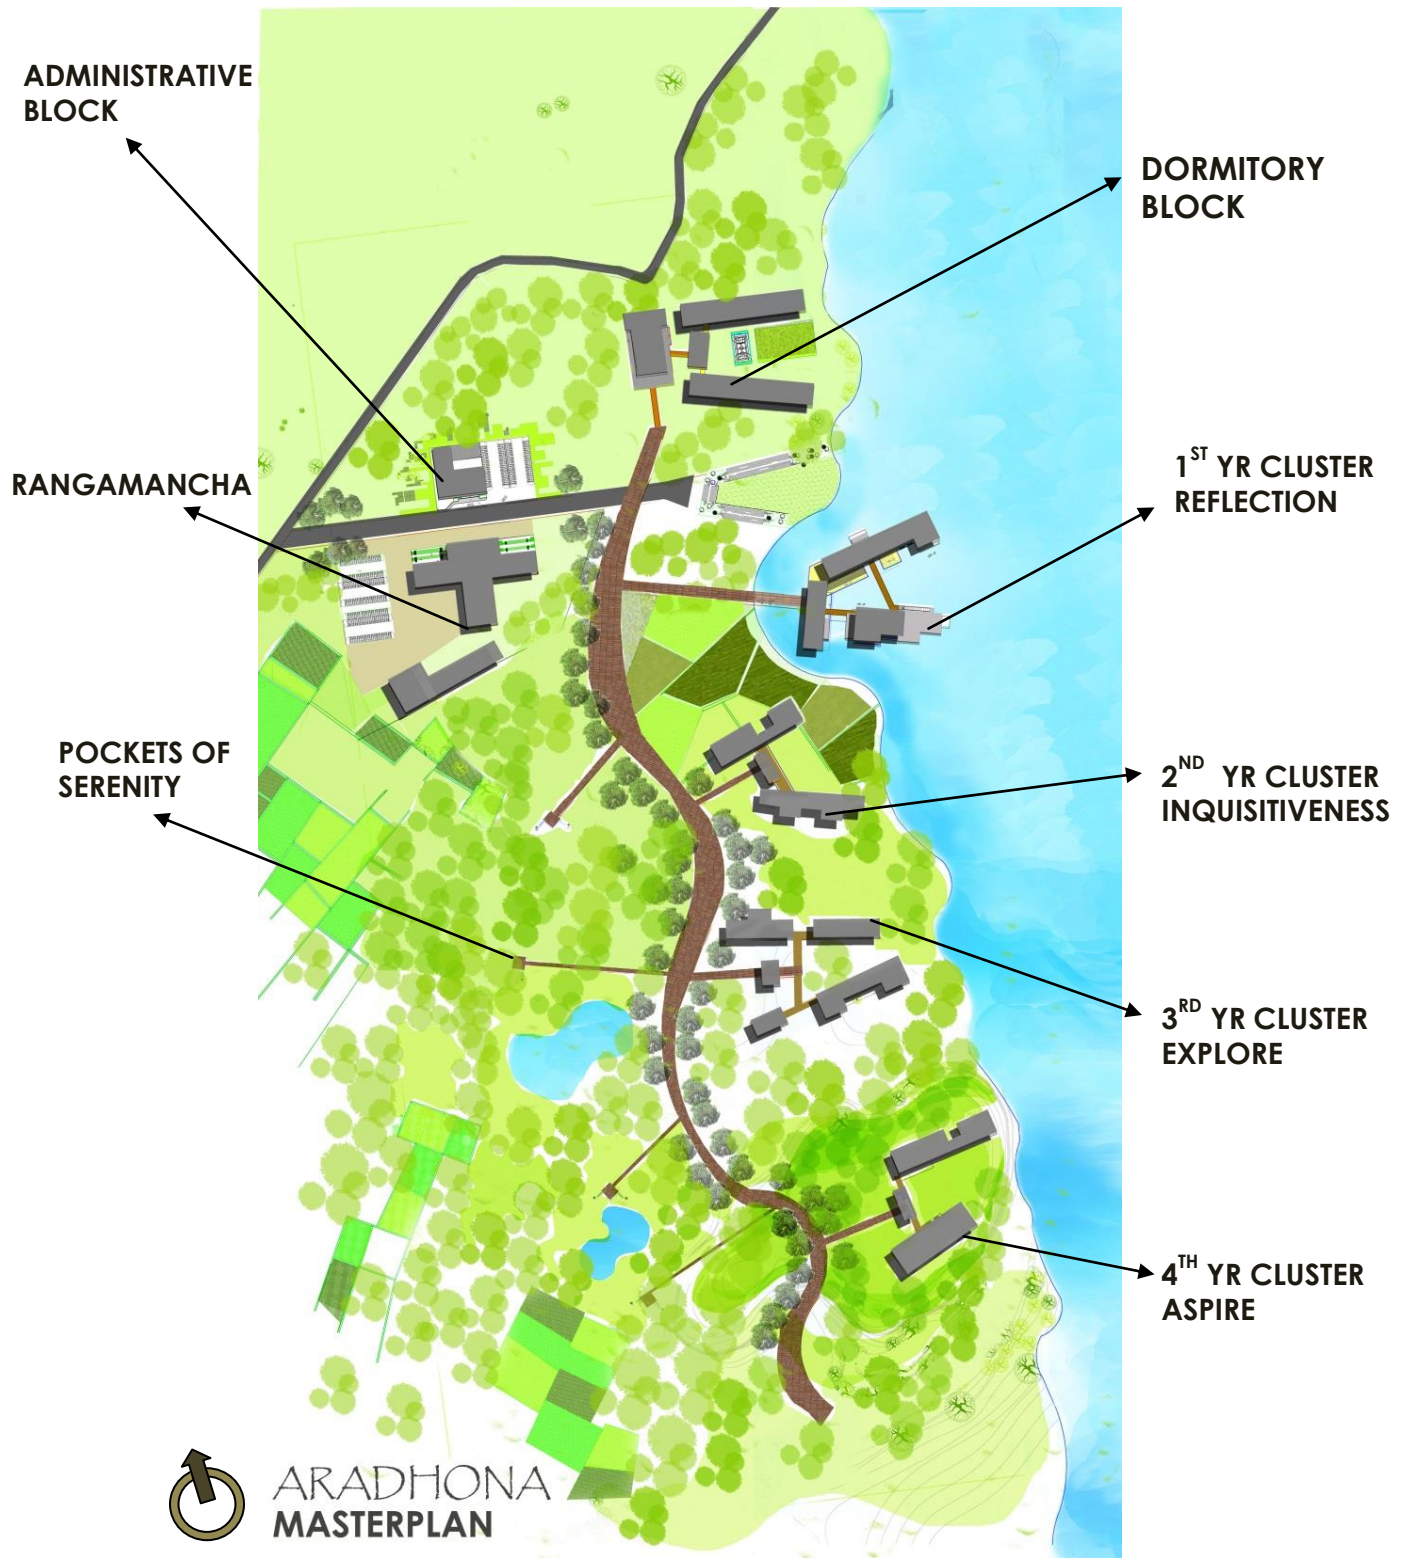 ADMINISTRATIVE
BLOCK
DORMITORY
BLOCK
RANGAMANCHA
1ST YR CLUSTER
REFLECTION
POCKETS OF
SERENITY
2ND YR CLUSTER
INQUISITIVENESS
3RD YR CLUSTER
EXPLORE
4TH YR CLUSTER
ASPIRE
ARADHONA
MASTERPLAN